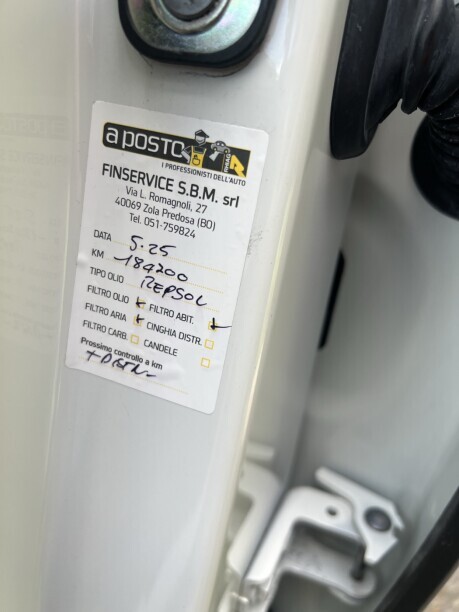 a posto
I PROFESSIONISTI DELL'AUTO
FINSERVICE S.B.M. srl
Via L. Romagnoli, 27
40069 Zola Predosa (BO)
Tel. 051-759824
DATA 5.25
KM 189200
TIPO OLIO REPSOL
FILTRO OLIO FILTRO ABIT.
FILTRO ARIA CINGHIA DISTR.
FILTRO CARB. CANDELE
Prossimo controllo a km